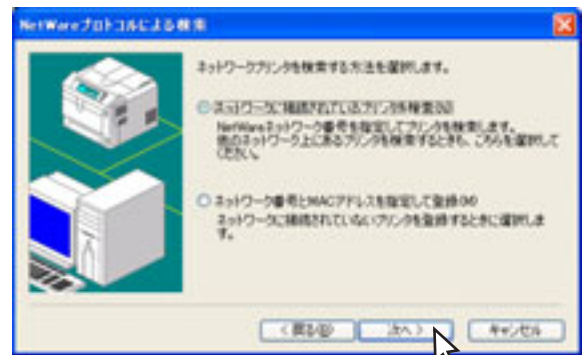 NetWareプロトコルによる検索
ネットワークプリンタを検索する方法を選択します。
ネットワークに接続されているプリンタを検索(N)
NetWareネットワーク番号を指定してプリンタを検索します。
他のネットワーク上にあるプリンタを検索するときも、こちらを選択して
ください。
ネットワーク番号とMACアドレスを指定して登録(M)
ネットワークに接続されていないプリンタを登録するときに選択しま
す。
< 戻る(B)
次へ >
キャンセル